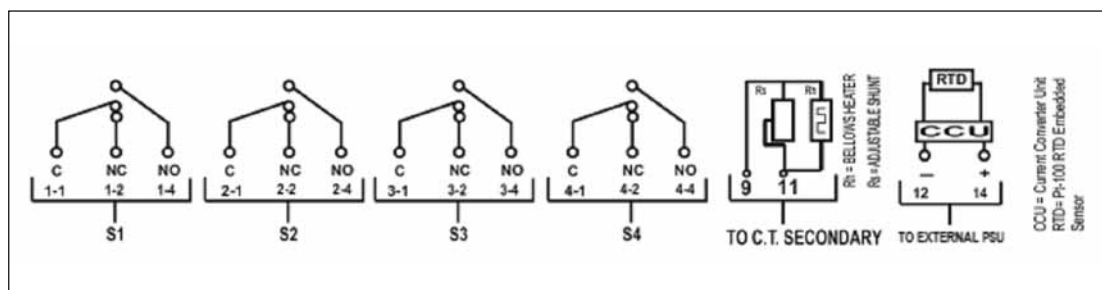 C NC NO
1-1 1-2 1-4
S1
C NC NO
2-1 2-2 2-4
S2
C NC NO
3-1 3-2 3-4
S3
C NC NO
4-1 4-2 4-4
S4
Rs
9 11
TO C.T. SECONDARY
= BELLOWS HEATER
Rs = ADJUSTABLE SHUNT
RTD
CCU
– +
12 14
TO EXTERNAL PSU
CCU = Current Converter Unit
RTD= Pt-100 RTD Embedded
Sensor